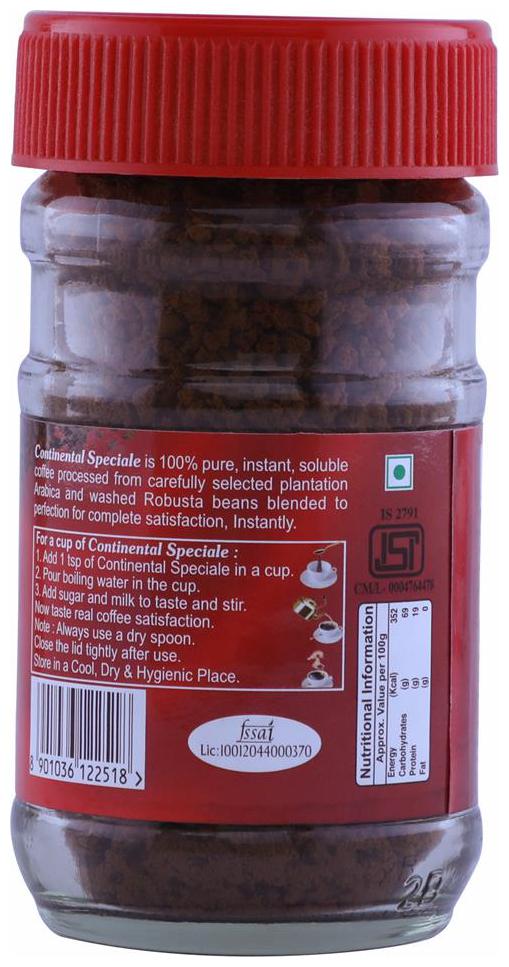 Continental Speciale is 100% pure, instant, soluble
coffee processed from carefully selected plantation
Arabica and washed Robusta beans blended to
perfection for complete satisfaction, Instantly.
For a cup of Continental Speciale :
1. Add 1 tsp of Continental Speciale in a cup.
2. Pour boiling water in the cup.
3. Add sugar and milk to taste and stir.
Now taste real coffee satisfaction.
Note : Always use a dry spoon.
Close the lid tightly after use.
Store in a Cool, Dry & Hygienic Place.
8 901036 122518 >
fssai
Lic:10012044000370
IS 2791
ISI
CM/L- 0004764478
Nutritional Information
Approx. Value per 100g
Energy (Kcal) 352
Carbohydrates (g) 69
Protein (g) 19
Fat (g) 0